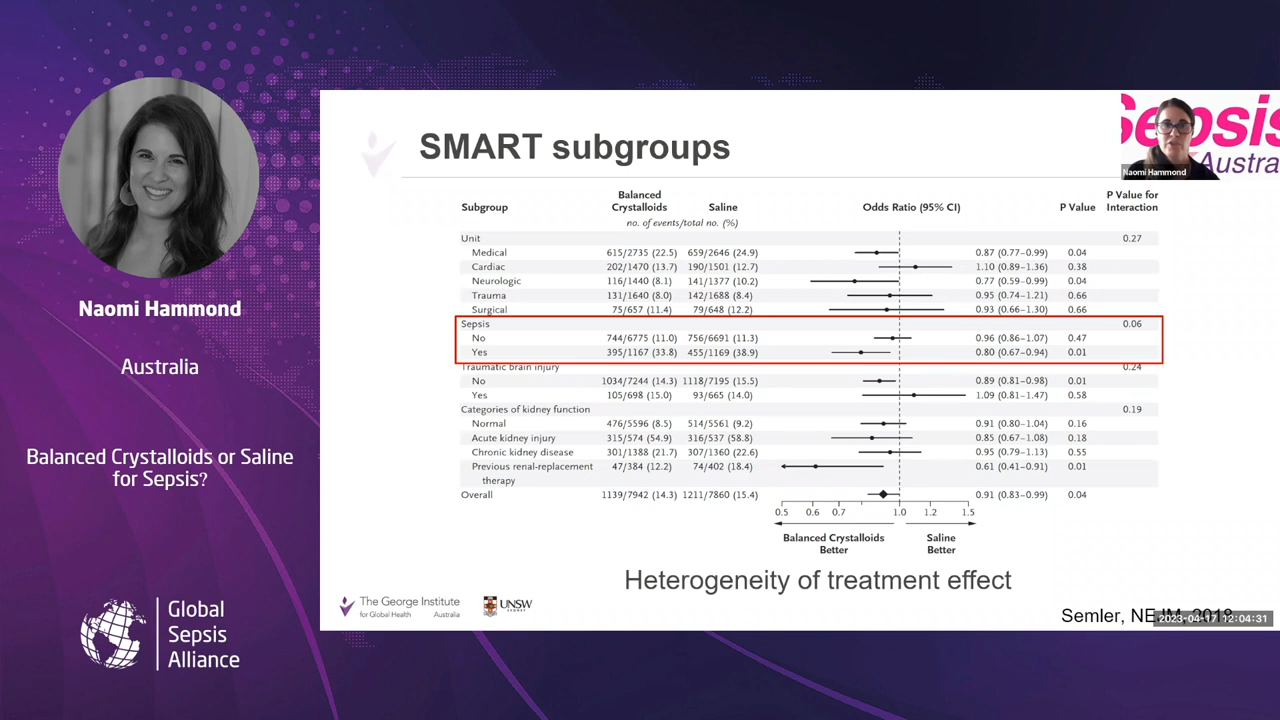 Naomi Hammond
Australia
Balanced Crystalloids or Saline
for Sepsis?
Global
Sepsis
Alliance
SMART subgroups
Sepsis
Austra
Naomi Hammond
Balanced P Value for
Subgroup Crystalloids Saline Odds Ratio (95% CI) P Value Interaction
no. of events/total no. (%)
Unit 0.27
Medical 615/2735 (22.5) 659/2646 (24.9) 0.87 (0.77–0.99) 0.04
Cardiac 202/1470 (13.7) 190/1501 (12.7) 1.10 (0.89–1.36) 0.38
Neurologic 116/1440 (8.1) 141/1377 (10.2) 0.77 (0.59–0.99) 0.04
Trauma 131/1640 (8.0) 142/1688 (8.4) 0.95 (0.74–1.21) 0.66
Surgical 75/657 (11.4) 79/648 (12.2) 0.93 (0.66–1.30) 0.66
Sepsis 0.06
No 744/6775 (11.0) 756/6691 (11.3) 0.96 (0.86–1.07) 0.47
Yes 395/1167 (33.8) 455/1169 (38.9) 0.80 (0.67–0.94) 0.01
Traumatic brain injury 0.24
No 1034/7244 (14.3) 1118/7195 (15.5) 0.89 (0.81–0.98) 0.01
Yes 105/698 (15.0) 93/665 (14.0) 1.09 (0.81–1.47) 0.58
Categories of kidney function 0.19
Normal 476/5596 (8.5) 514/5561 (9.2) 0.91 (0.80–1.04) 0.16
Acute kidney injury 315/574 (54.9) 316/537 (58.8) 0.85 (0.67–1.08) 0.18
Chronic kidney disease 301/1388 (21.7) 307/1360 (22.6) 0.95 (0.79–1.13) 0.55
Previous renal-replacement 47/384 (12.2) 74/402 (18.4) 0.61 (0.41–0.91) 0.01
therapy
Overall 1139/7942 (14.3) 1211/7860 (15.4) 0.91 (0.83–0.99) 0.04
0.5 0.6 0.7 1.0 1.2 1.5
Balanced Crystalloids Saline
Better Better
Heterogeneity of treatment effect
The George Institute
for Global Health Australia
UNSW
SYDNEY
Semler, NEJM, 2018
2023-04-17 12:04:31